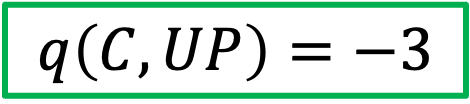 q(C, UP) = −3